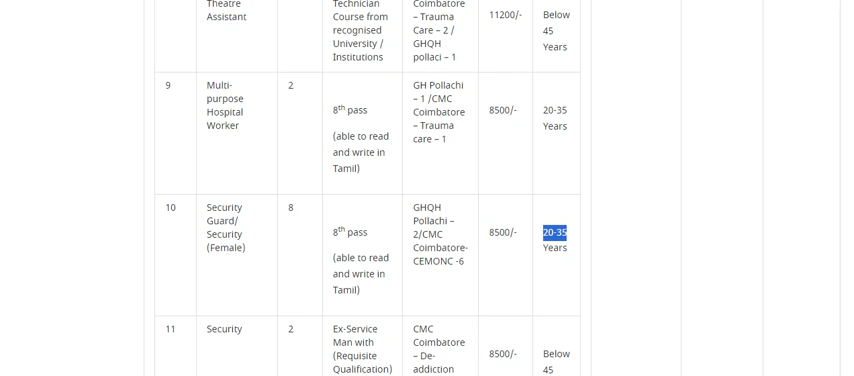 Theatre
Assistant
Technician
Course from
recognised
University /
Institutions
Coimbatore
– Trauma
Care – 2 /
GHQH
pollaci – 1
11200/-
Below
45
Years
9
Multi-
purpose
Hospital
Worker
2
8th pass
(able to read
and write in
Tamil)
GH Pollachi
– 1 /CMC
Coimbatore
– Trauma
care – 1
8500/-
20-35
Years
10
Security
Guard/
Security
(Female)
8
8th pass
(able to read
and write in
Tamil)
GHQH
Pollachi –
2/CMC
Coimbatore-
CEMONC -6
8500/-
20-35
Years
11
Security
2
Ex-Service
Man with
(Requisite
Qualification)
CMC
Coimbatore
– De-
addiction
8500/-
Below
45